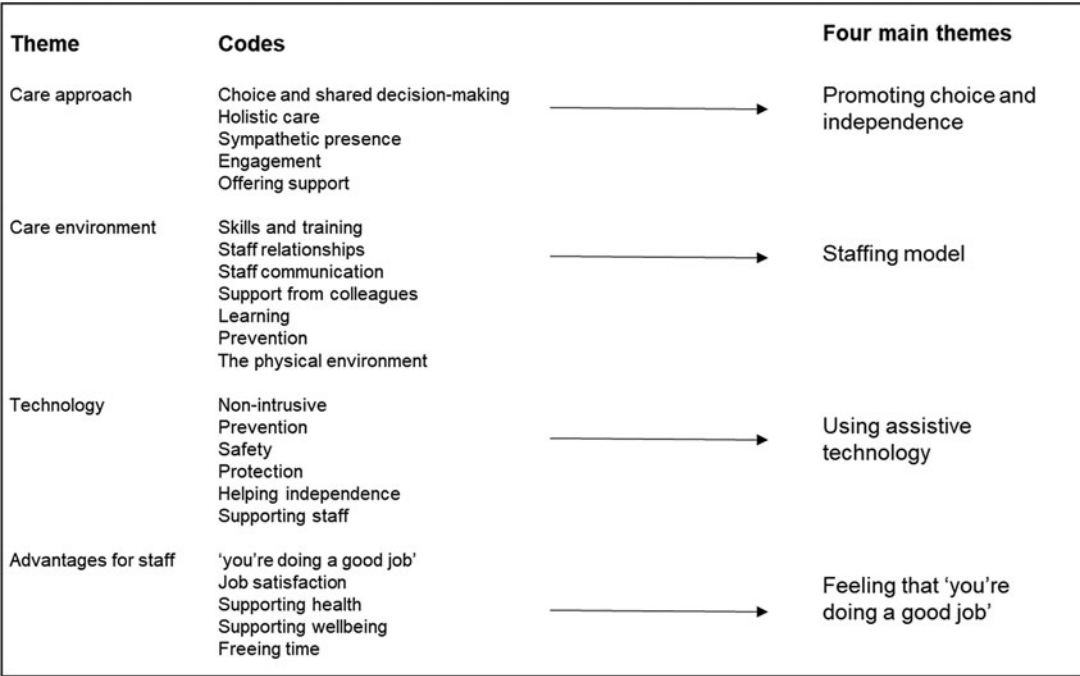 Theme
Codes
Four main themes
Care approach
Choice and shared decision-making
Holistic care
Sympathetic presence
Engagement
Offering support
Promoting choice and
independence
Care environment
Skills and training
Staff relationships
Staff communication
Support from colleagues
Learning
Prevention
The physical environment
Staffing model
Technology
Non-intrusive
Prevention
Safety
Protection
Helping independence
Supporting staff
Using assistive
technology
Advantages for staff
‘you’re doing a good job’
Job satisfaction
Supporting health
Supporting wellbeing
Freeing time
Feeling that ‘you’re
doing a good job’